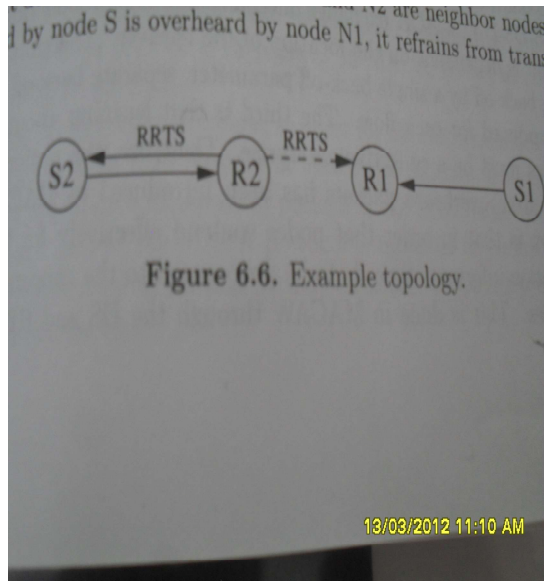 N2 are neighbor nodes
by node S is overheard by node N1, it refrains from trans
RRTS
RRTS
S2
R2
R1
S1
Figure 6.6. Example topology.
13/03/2012 11:10 AM